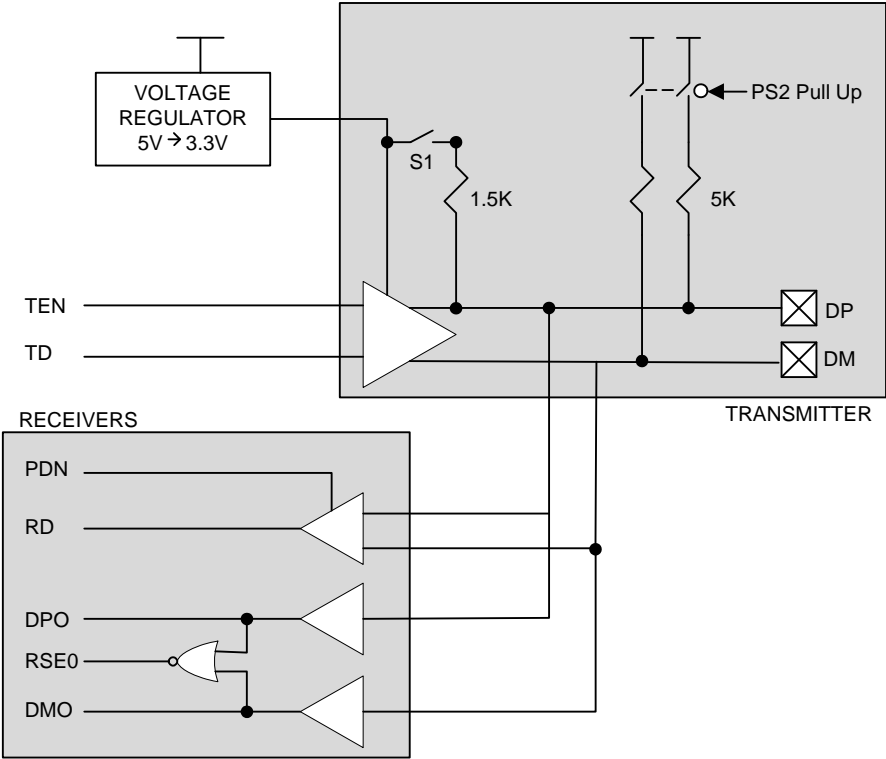 VOLTAGE
REGULATOR
5V → 3.3V
PS2 Pull Up
S1
1.5K
5K
TEN
DP
TD
DM
TRANSMITTER
RECEIVERS
PDN
RD
DPO
RSE0
DMO